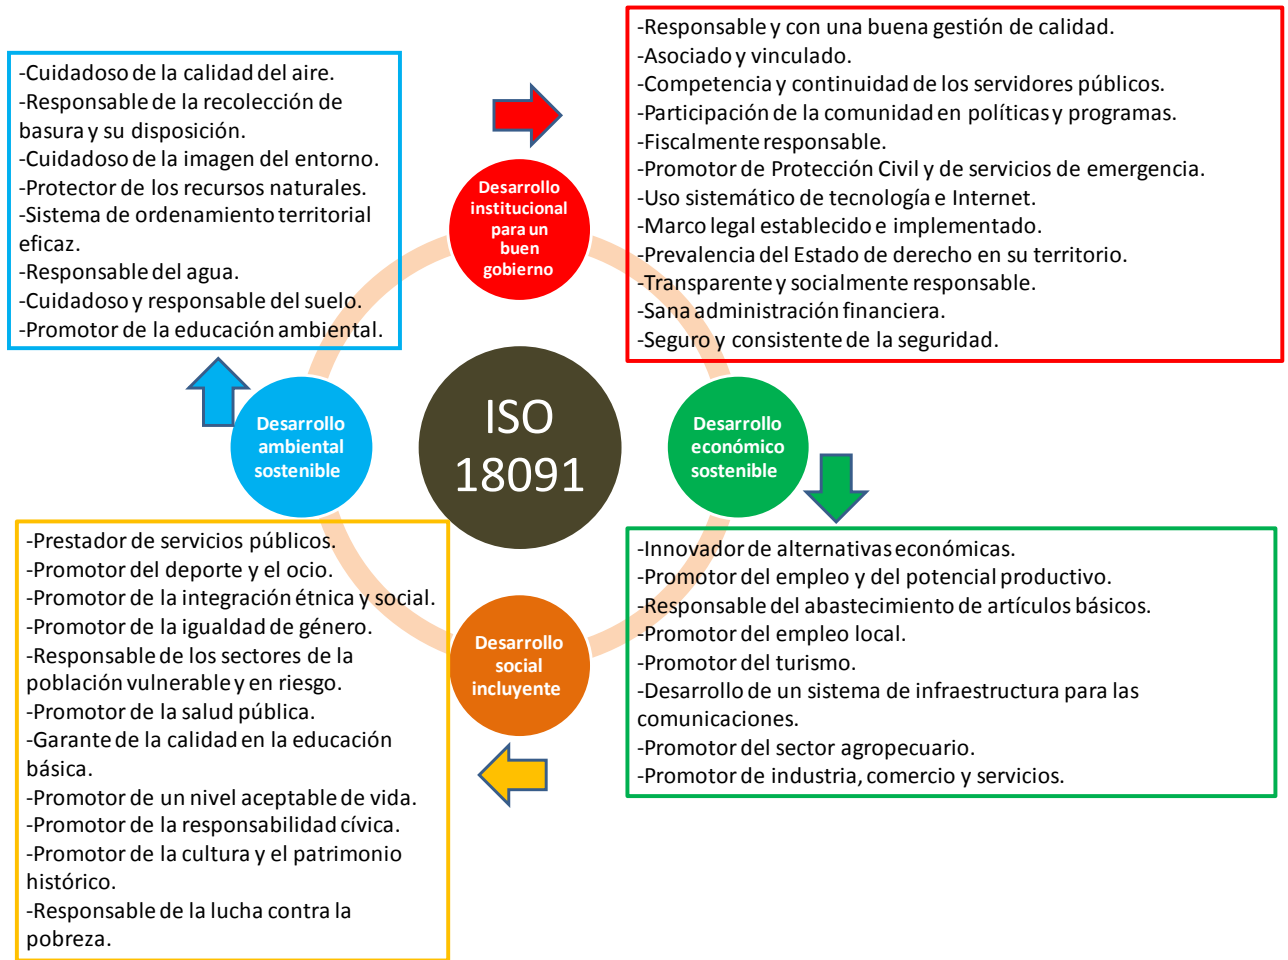 -Cuidadoso de la calidad del aire.
-Responsable de la recolección de
basura y su disposición.
-Cuidadoso de la imagen del entorno.
-Protector de los recursos naturales.
-Sistema de ordenamiento territorial
eficaz.
-Responsable del agua.
-Cuidadoso y responsable del suelo.
-Promotor de la educación ambiental.
-Responsable y con una buena gestión de calidad.
-Asociado y vinculado.
-Competencia y continuidad de los servidores públicos.
-Participación de la comunidad en políticas y programas.
-Fiscalmente responsable.
-Promotor de Protección Civil y de servicios de emergencia.
-Uso sistemático de tecnología e Internet.
-Marco legal establecido e implementado.
-Prevalencia del Estado de derecho en su territorio.
-Transparente y socialmente responsable.
-Sana administración financiera.
-Seguro y consistente de la seguridad.
Desarrollo
institucional
para un
buen
gobierno
Desarrollo
ambiental
sostenible
ISO
18091
Desarrollo
económico
sostenible
Desarrollo
social
incluyente
-Prestador de servicios públicos.
-Promotor del deporte y el ocio.
-Promotor de la integración étnica y social.
-Promotor de la igualdad de género.
-Responsable de los sectores de la
población vulnerable y en riesgo.
-Promotor de la salud pública.
-Garante de la calidad en la educación
básica.
-Promotor de un nivel aceptable de vida.
-Promotor de la responsabilidad cívica.
-Promotor de la cultura y el patrimonio
histórico.
-Responsable de la lucha contra la
pobreza.
-Innovador de alternativas económicas.
-Promotor del empleo y del potencial productivo.
-Responsable del abastecimiento de artículos básicos.
-Promotor del empleo local.
-Promotor del turismo.
-Desarrollo de un sistema de infraestructura para las
comunicaciones.
-Promotor del sector agropecuario.
-Promotor de industria, comercio y servicios.